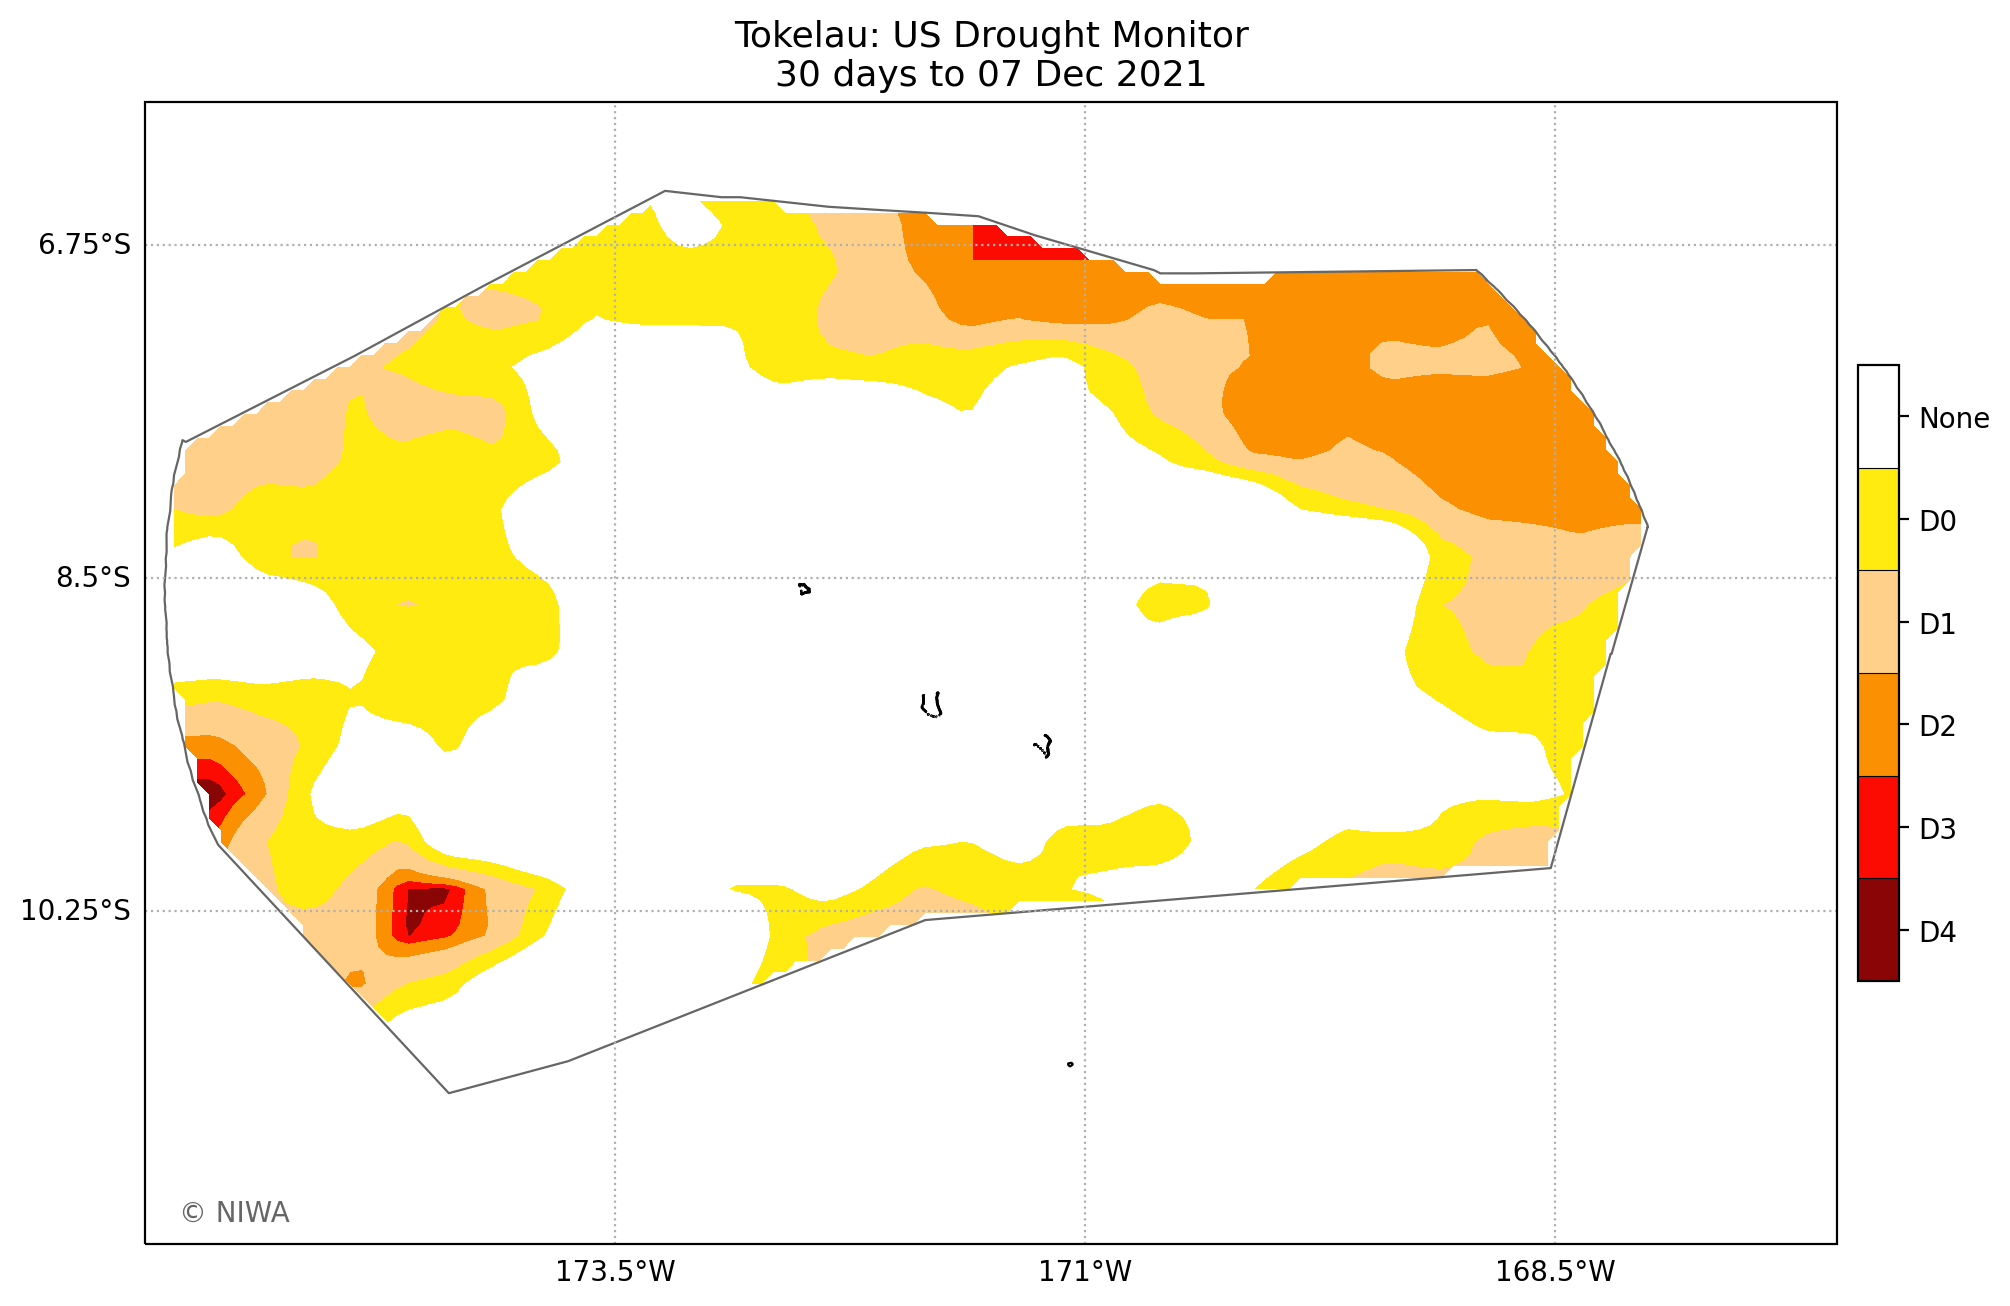 Tokelau: US Drought Monitor
30 days to 07 Dec 2021
6.75°S
8.5°S
10.25°S
173.5°W
171°W
168.5°W
None
D0
D1
D2
D3
D4
© NIWA